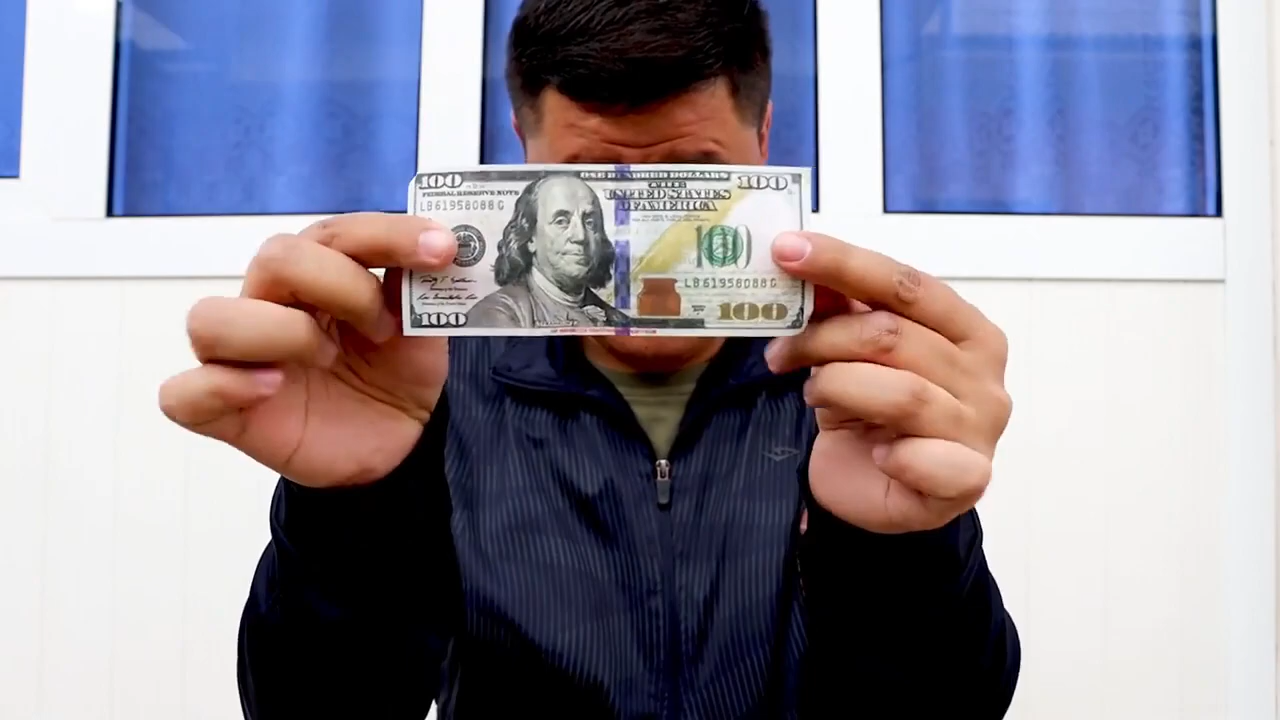 100
ONE HUNDRED DOLLARS
100
FEDERAL RESERVE NOTE
THE
UNITED STATES
OF AMERICA
LB61958088G
100
LB61958088G
100
100